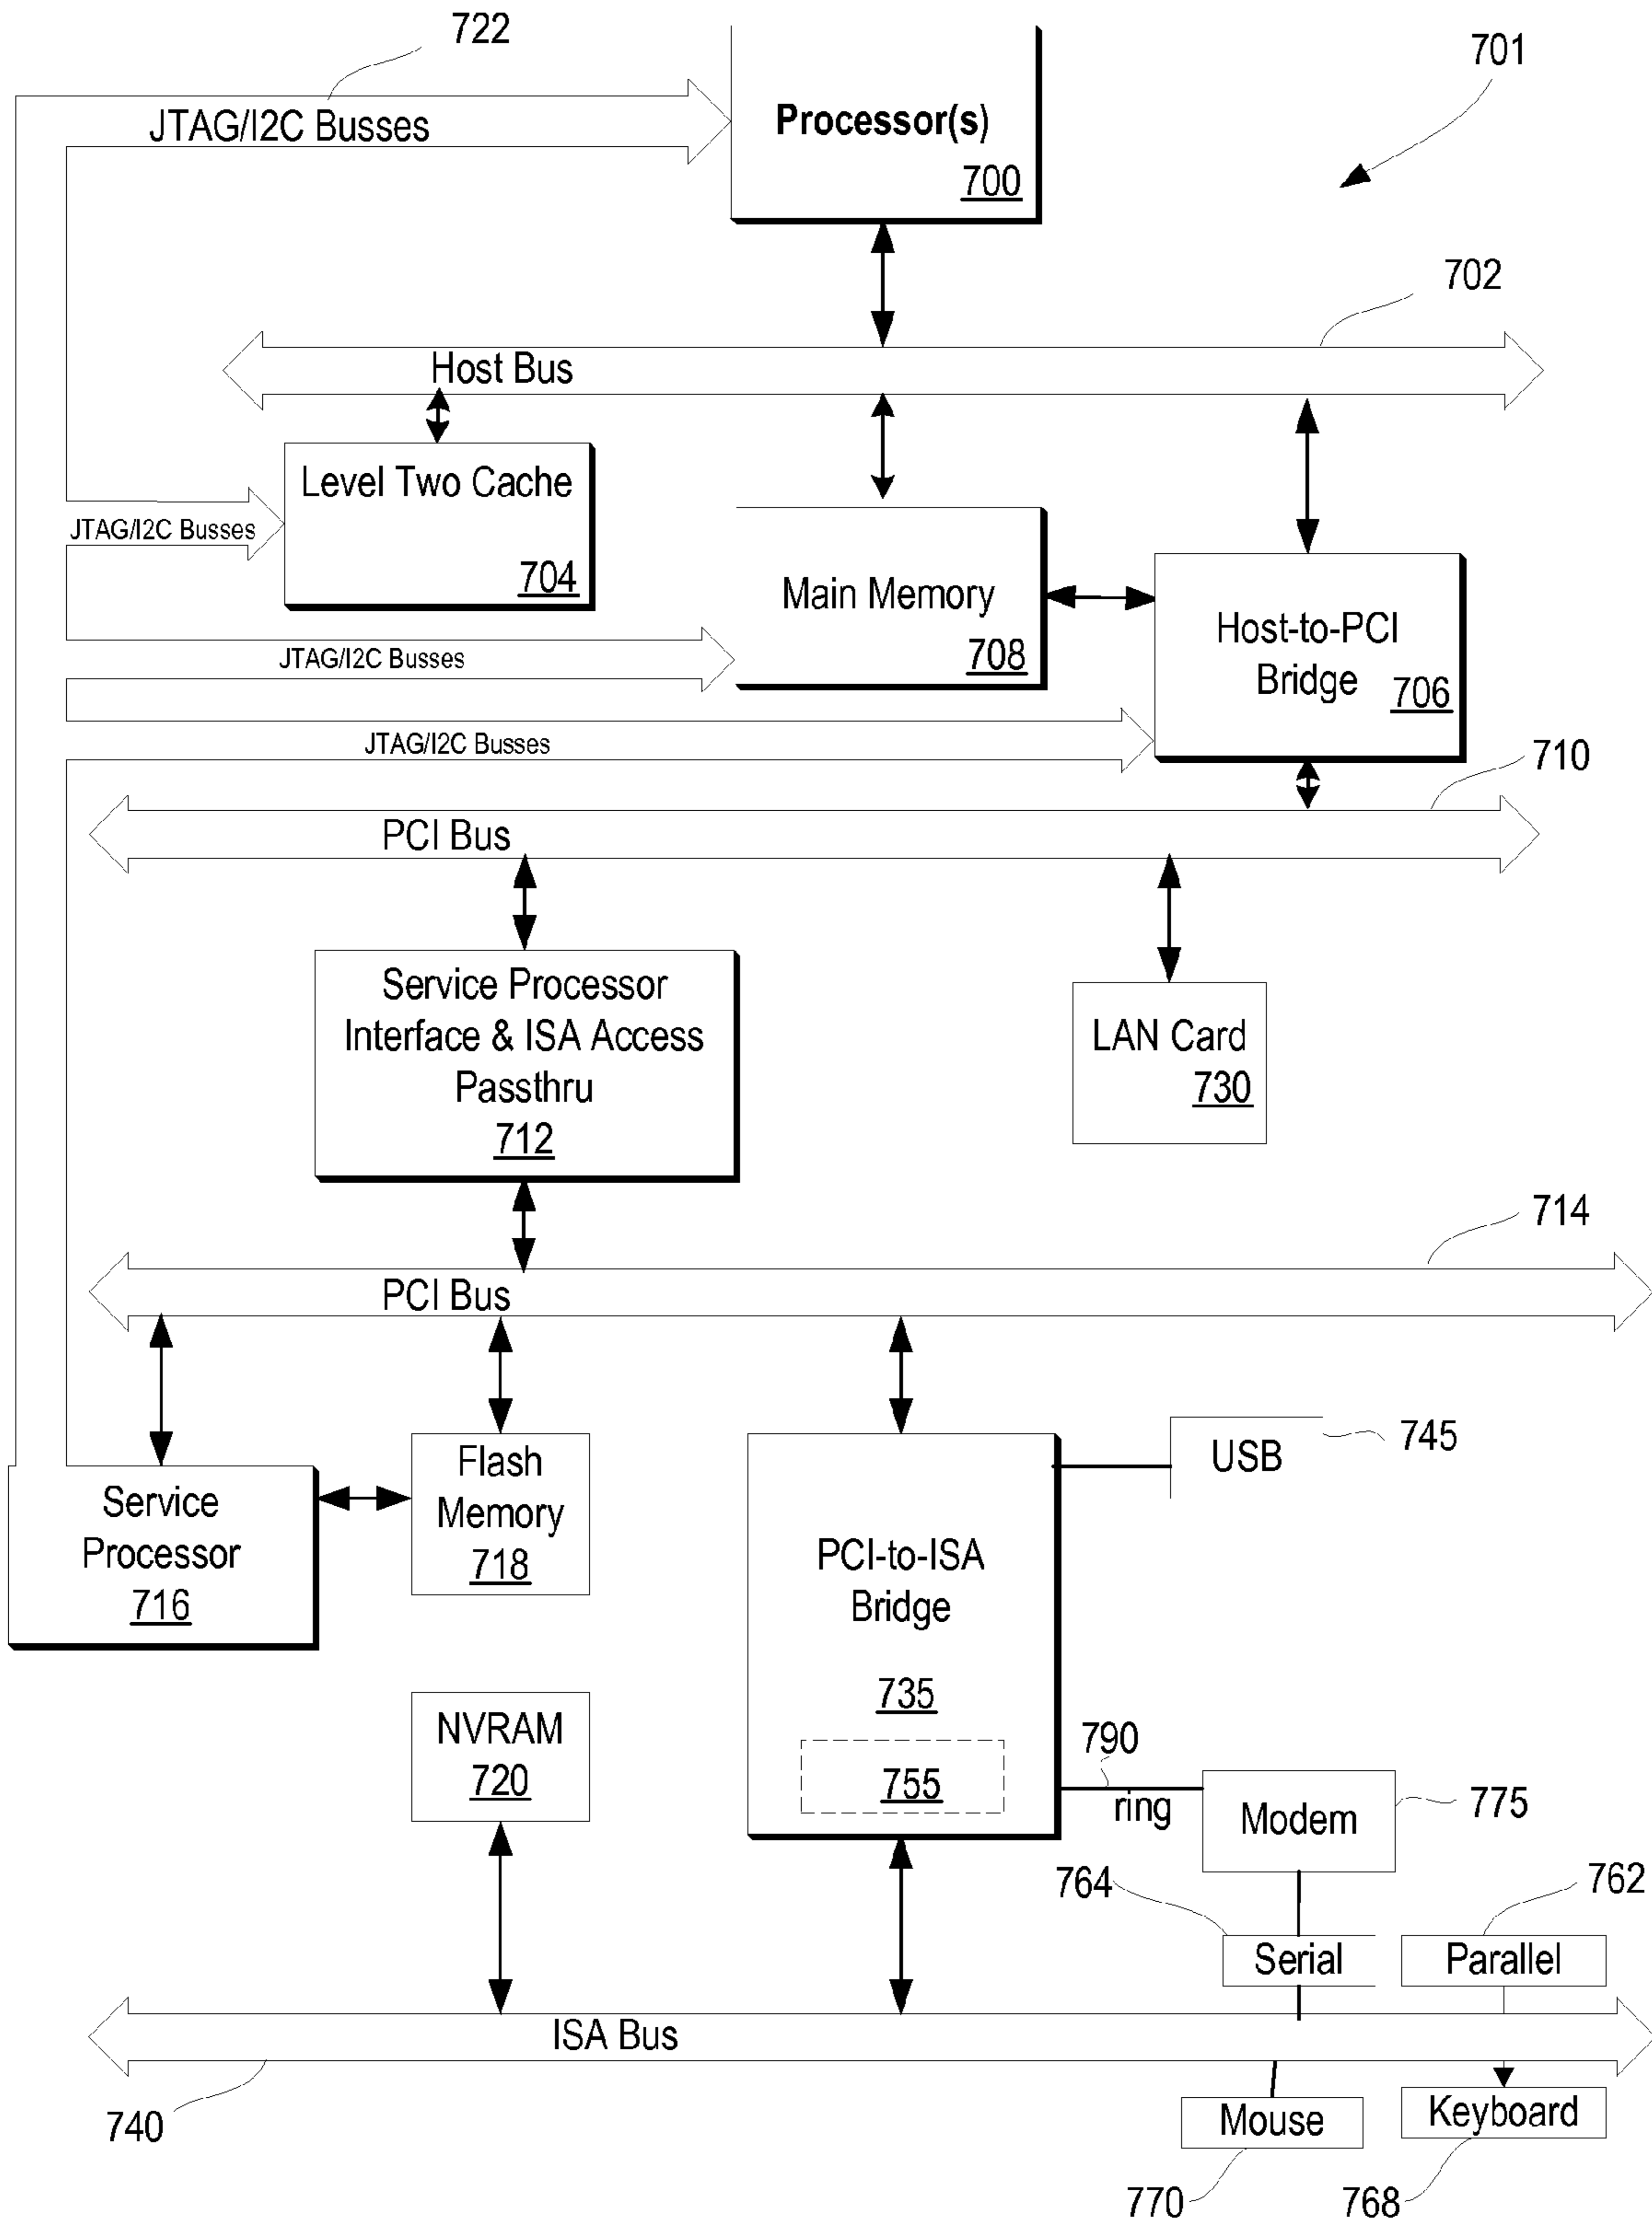 722
701
JTAG/I2C Busses
Processor(s)
700
702
Host Bus
Level Two Cache
704
JTAG/I2C Busses
Main Memory
708
Host-to-PCI
Bridge
706
JTAG/I2C Busses
JTAG/I2C Busses
710
PCI Bus
Service Processor
Interface & ISA Access
Passthru
712
LAN Card
730
714
PCI Bus
745
USB
Flash
Memory
718
Service
Processor
716
PCI-to-ISA
Bridge
735
755
NVRAM
720
790
ring
Modem
775
764
762
Serial
Parallel
ISA Bus
740
Mouse
Keyboard
770
768